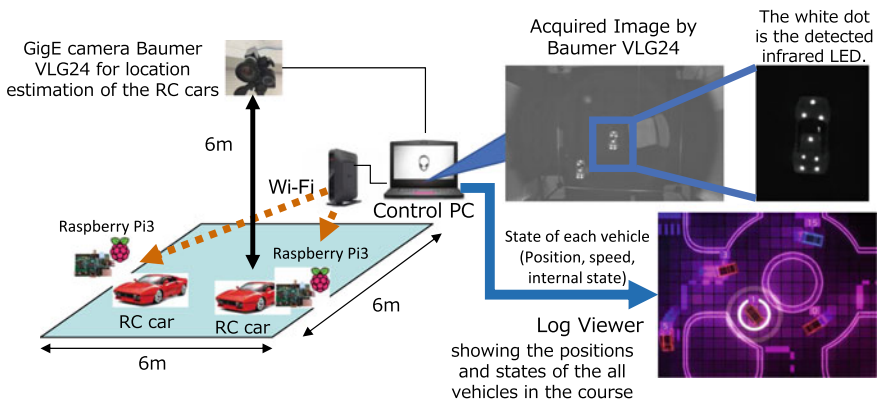 GigE camera Baumer
VLG24 for location
estimation of the RC cars
6m
Wi-Fi
Control PC
Acquired Image by
Baumer VLG24
The white dot
is the detected
infrared LED.
Raspberry Pi3
Raspberry Pi3
RC car
RC car
6m
6m
State of each vehicle
(Position, speed,
internal state)
Log Viewer
showing the positions
and states of the all
vehicles in the course